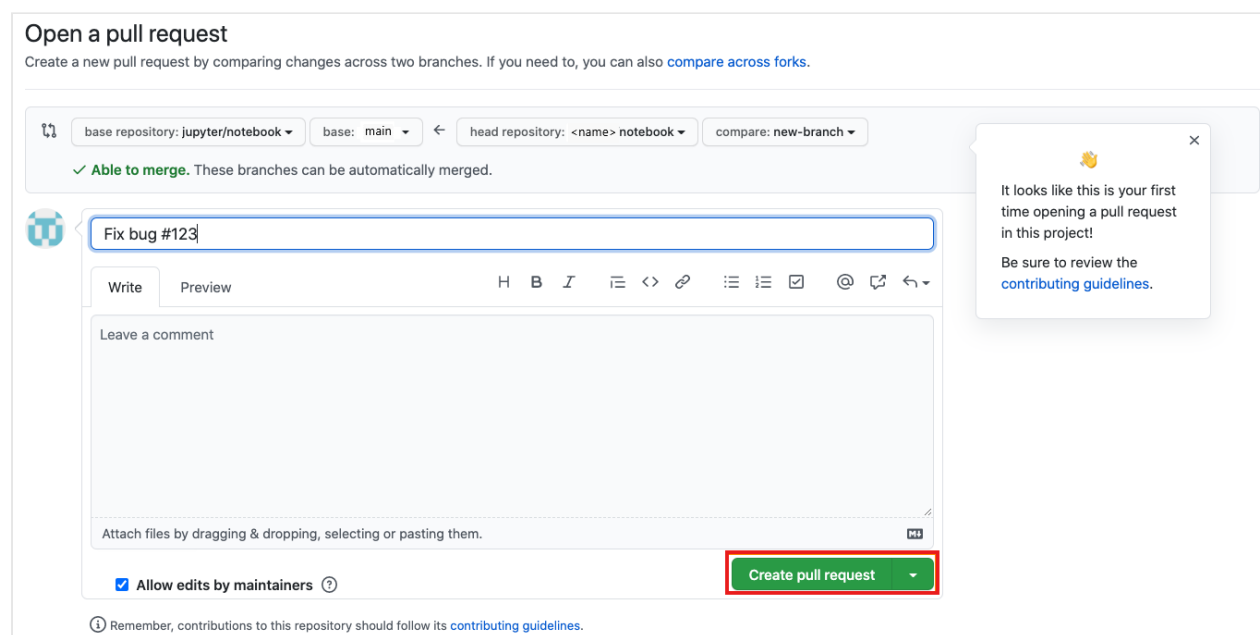 Open a pull request
Create a new pull request by comparing changes across two branches. If you need to, you can also compare across forks.
base repository: jupyter/notebook base: main ← head repository: <name> notebook compare: new-branch
Able to merge. These branches can be automatically merged.
It looks like this is your first
time opening a pull request
in this project!
Be sure to review the
contributing guidelines.
Fix bug #123
Write Preview
Leave a comment
Attach files by dragging & dropping, selecting or pasting them.
Allow edits by maintainers
Create pull request
Remember, contributions to this repository should follow its contributing guidelines.